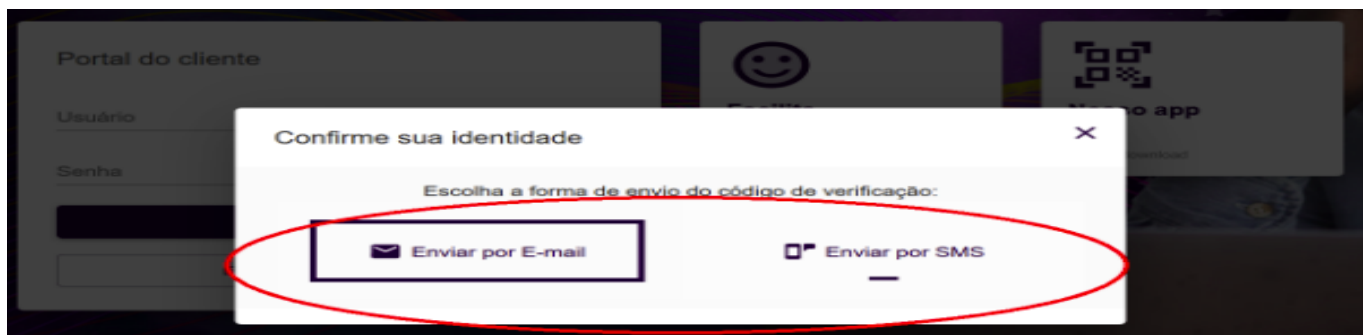 Portal do cliente
Usuário
Senha
Nosso app
Confirme sua identidade
Escolha a forma de envio do código de verificação:
Enviar por E-mail
Enviar por SMS